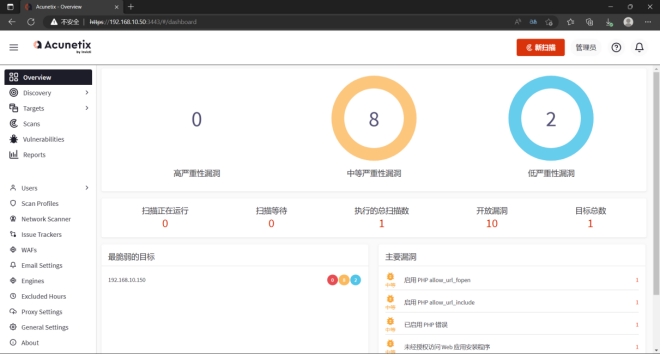 Acunetix - Overview
不安全
https://192.168.10.50:3443/#/dashboard
Acunetix
by Invicti
新扫描
管理员
Overview
Discovery
Targets
Scans
Vulnerabilities
Reports
Users
Scan Profiles
Network Scanner
Issue Trackers
WAFs
Email Settings
Engines
Excluded Hours
Proxy Settings
General Settings
About
0
8
2
高严重性漏洞
中等严重性漏洞
低严重性漏洞
扫描正在运行
扫描等待
执行的总扫描数
开放漏洞
目标总数
0
0
1
10
1
最脆弱的目标
192.168.10.150
0
8
2
主要漏洞
中等
启用 PHP allow_url_fopen
1
中等
启用 PHP allow_url_include
1
中等
已启用 PHP 错误
1
中等
未经授权访问 Web 应用安装程序
1